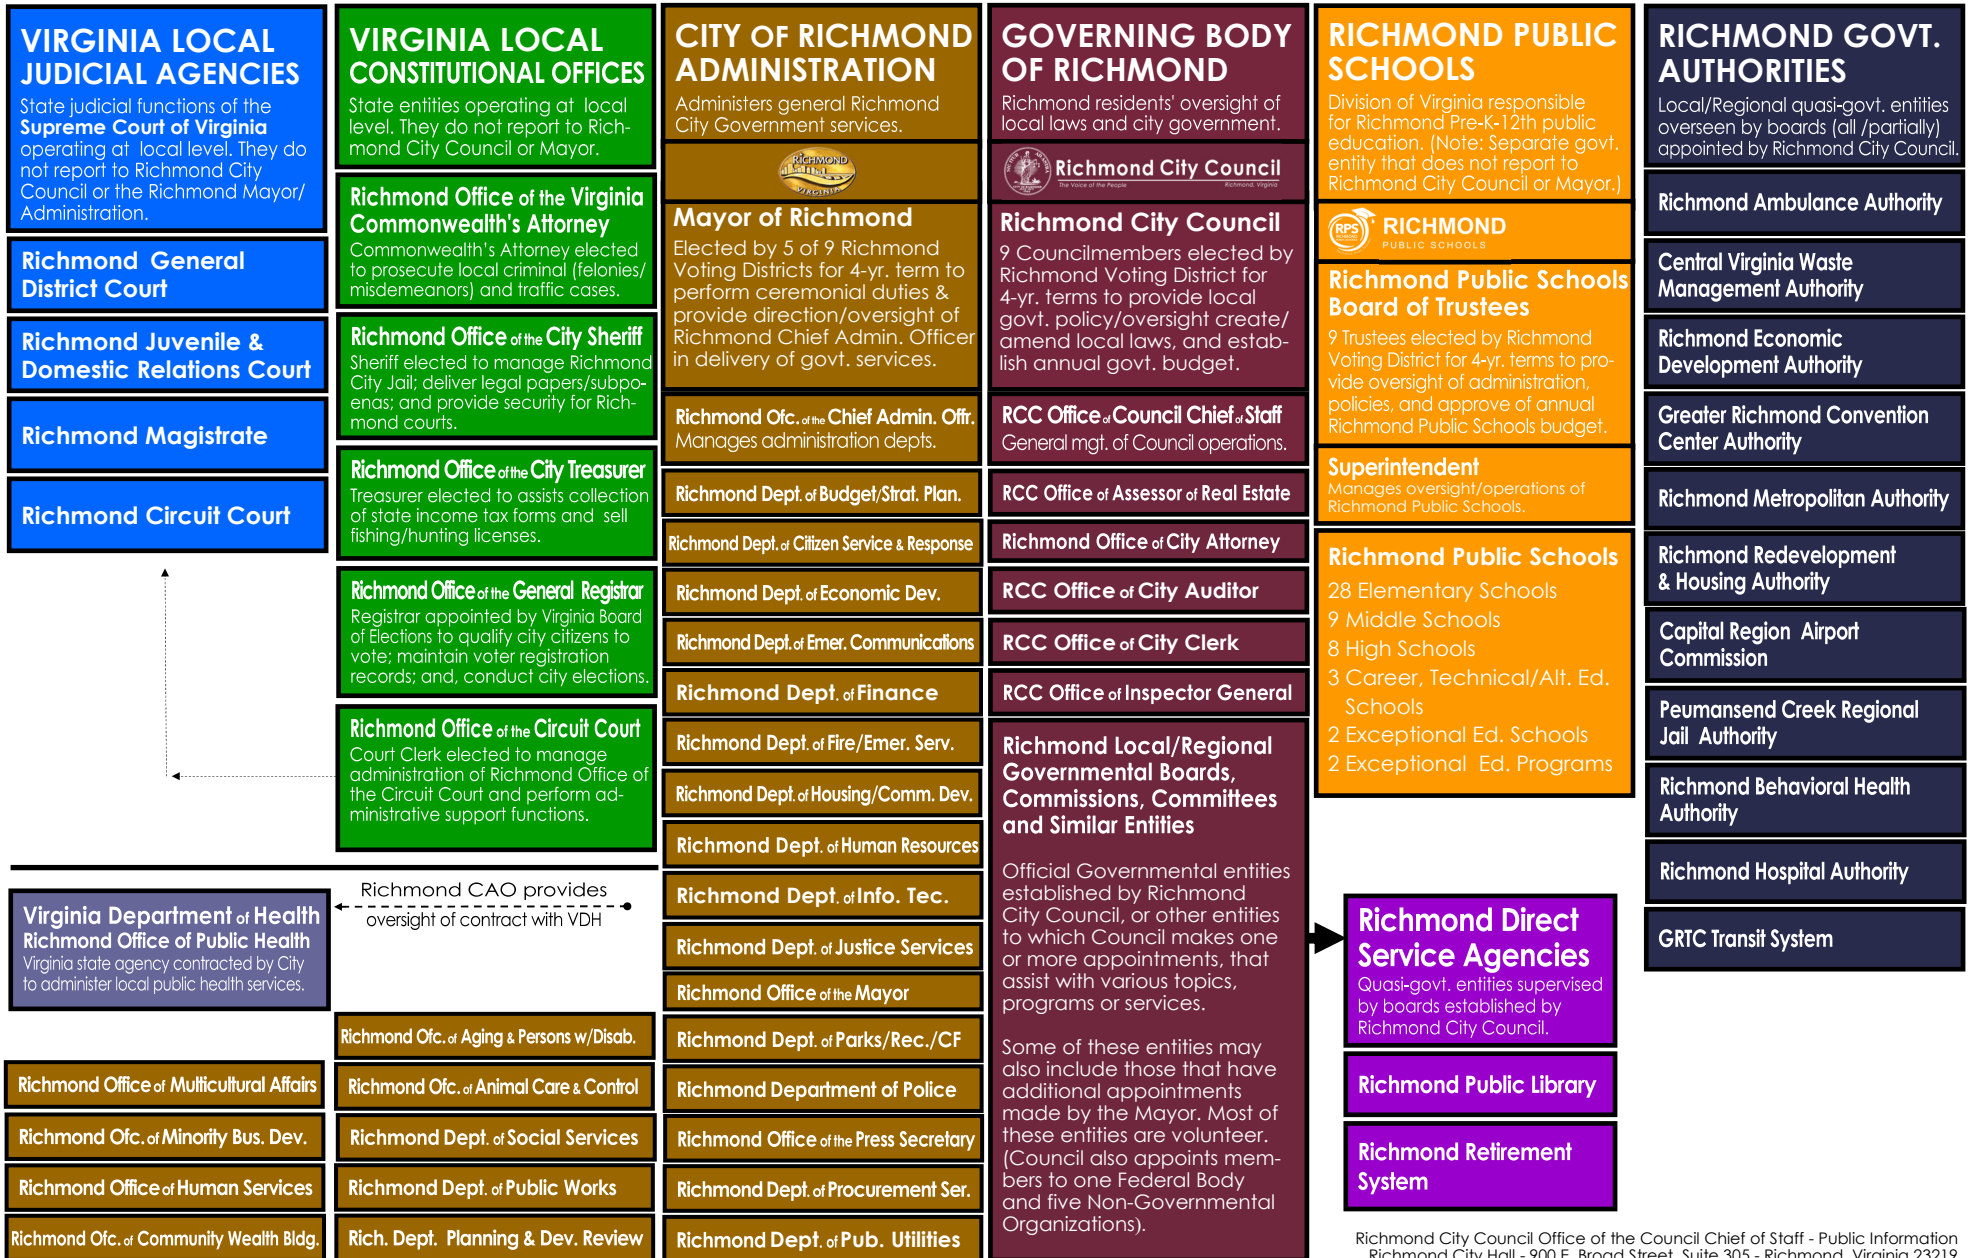 VIRGINIA LOCAL
JUDICIAL AGENCIES
State judicial functions of the
Supreme Court of Virginia
operating at local level. They do
not report to Richmond City
Council or the Richmond Mayor/
Administration.
Richmond General
District Court
Richmond Juvenile &
Domestic Relations Court
Richmond Magistrate
Richmond Circuit Court
VIRGINIA LOCAL
CONSTITUTIONAL OFFICES
State entities operating at local
level. They do not report to Rich-
mond City Council or Mayor.
Richmond Office of the Virginia
Commonwealth's Attorney
Commonwealth's Attorney elected
to prosecute local criminal (felonies/
misdemeanors) and traffic cases.
Richmond Office of the City Sheriff
Sheriff elected to manage Richmond
City Jail; deliver legal papers/subpo-
enas; and provide security for Rich-
mond courts.
Richmond Office of the City Treasurer
Treasurer elected to assists collection
of state income tax forms and sell
fishing/hunting licenses.
Richmond Office of the General Registrar
Registrar appointed by Virginia Board
of Elections to qualify city citizens to
vote; maintain voter registration
records; and, conduct city elections.
Richmond Office of the Circuit Court
Court Clerk elected to manage
administration of Richmond Office of
the Circuit Court and perform ad-
ministrative support functions.
Richmond CAO provides
oversight of contract with VDH
Virginia Department of Health
Richmond Office of Public Health
Virginia state agency contracted by City
to administer local public health services.
Richmond Office of Multicultural Affairs
Richmond Ofc. of Minority Bus. Dev.
Richmond Office of Human Services
Richmond Ofc. of Community Wealth Bldg.
Richmond Ofc. of Aging & Persons w/Disab.
Richmond Ofc. of Animal Care & Control
Richmond Dept. of Social Services
Richmond Dept. of Public Works
Rich. Dept. Planning & Dev. Review
CITY OF RICHMOND
ADMINISTRATION
Administers general Richmond
City Government services.
RICHMOND
VIRGINIA
Mayor of Richmond
Elected by 5 of 9 Richmond
Voting Districts for 4-yr. term to
perform ceremonial duties &
provide direction/oversight of
Richmond Chief Admin. Officer
in delivery of govt. services.
Richmond Ofc. of the Chief Admin. Offr.
Manages administration depts.
Richmond Dept. of Budget/Strat. Plan.
Richmond Dept. of Citizen Service & Response
Richmond Dept. of Economic Dev.
Richmond Dept. of Emer. Communications
Richmond Dept. of Finance
Richmond Dept. of Fire/Emer. Serv.
Richmond Dept. of Housing/Comm. Dev.
Richmond Dept. of Human Resources
Richmond Dept. of Info. Tec.
Richmond Dept. of Justice Services
Richmond Office of the Mayor
Richmond Dept. of Parks/Rec./CF
Richmond Department of Police
Richmond Office of the Press Secretary
Richmond Dept. of Procurement Ser.
Richmond Dept. of Pub. Utilities
GOVERNING BODY
OF RICHMOND
Richmond residents' oversight of
local laws and city government.
Richmond City Council
The Voice of the People Richmond, Virginia
Richmond City Council
9 Councilmembers elected by
Richmond Voting District for
4-yr. terms to provide local
govt. policy/oversight create/
amend local laws, and estab-
lish annual govt. budget.
RCC Office of Council Chief of Staff
General mgt. of Council operations.
RCC Office of Assessor of Real Estate
Richmond Office of City Attorney
RCC Office of City Auditor
RCC Office of City Clerk
RCC Office of Inspector General
Richmond Local/Regional
Governmental Boards,
Commissions, Committees
and Similar Entities
Official Governmental entities
established by Richmond
City Council, or other entities
to which Council makes one
or more appointments, that
assist with various topics,
programs or services.
Some of these entities may
also include those that have
additional appointments
made by the Mayor. Most of
these entities are volunteer.
(Council also appoints mem-
bers to one Federal Body
and five Non-Governmental
Organizations).
RICHMOND PUBLIC
SCHOOLS
Division of Virginia responsible
for Richmond Pre-K-12th public
education. (Note: Separate govt.
entity that does not report to
Richmond City Council or Mayor.)
RPS
RICHMOND
PUBLIC SCHOOLS
Richmond Public Schools
Board of Trustees
9 Trustees elected by Richmond
Voting District for 4-yr. terms to pro-
vide oversight of administration,
policies, and approve of annual
Richmond Public Schools budget.
Superintendent
Manages oversight/operations of
Richmond Public Schools.
Richmond Public Schools
28 Elementary Schools
9 Middle Schools
8 High Schools
3 Career, Technical/Alt. Ed.
Schools
2 Exceptional Ed. Schools
2 Exceptional Ed. Programs
Richmond Direct
Service Agencies
Quasi-govt. entities supervised
by boards established by
Richmond City Council.
Richmond Public Library
Richmond Retirement
System
RICHMOND GOVT.
AUTHORITIES
Local/Regional quasi-govt. entities
overseen by boards (all /partially)
appointed by Richmond City Council.
Richmond Ambulance Authority
Central Virginia Waste
Management Authority
Richmond Economic
Development Authority
Greater Richmond Convention
Center Authority
Richmond Metropolitan Authority
Richmond Redevelopment
& Housing Authority
Capital Region Airport
Commission
Peumansend Creek Regional
Jail Authority
Richmond Behavioral Health
Authority
Richmond Hospital Authority
GRTC Transit System
Richmond City Council Office of the Council Chief of Staff - Public Information
Richmond City Hall - 900 E. Broad Street, Suite 305 - Richmond, Virginia 23219